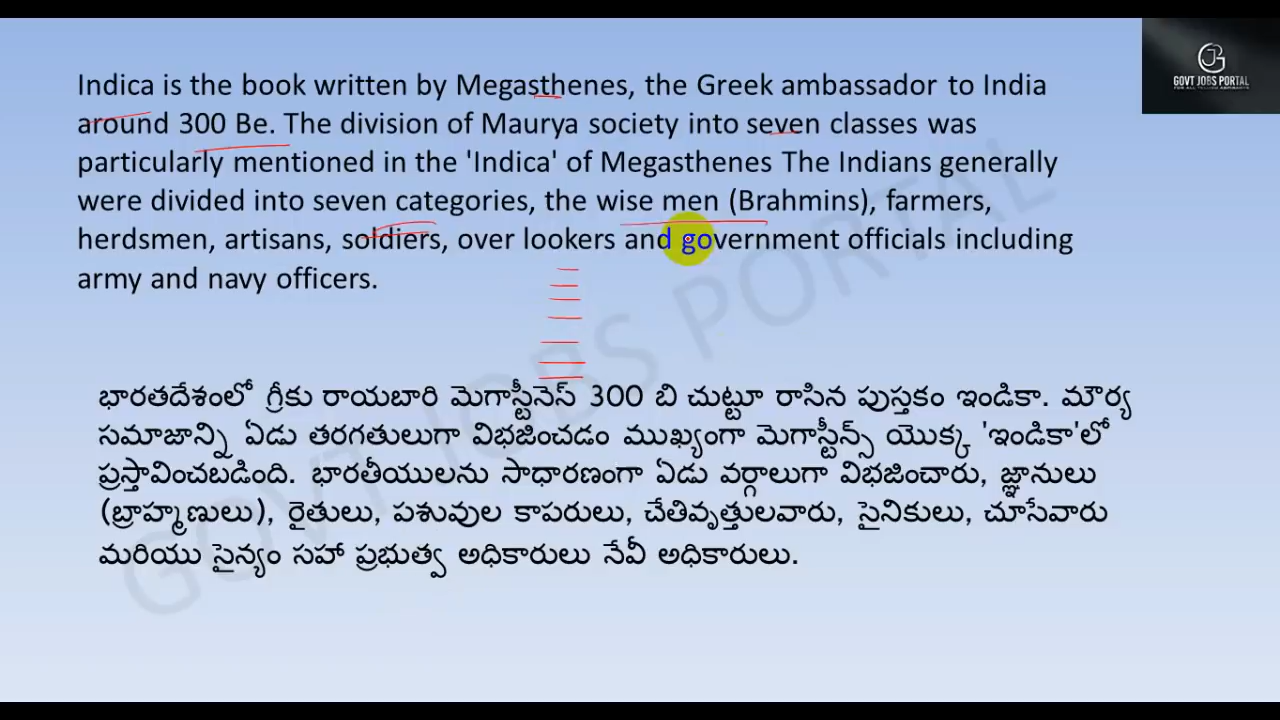 Indica is the book written by Megasthenes, the Greek ambassador to India
around 300 Be. The division of Maurya society into seven classes was
particularly mentioned in the 'Indica' of Megasthenes The Indians generally
were divided into seven categories, the wise men (Brahmins), farmers,
herdsmen, artisans, soldiers, over lookers and government officials including
army and navy officers.
భారతదేశంలో గ్రీకు రాయబారి మెగాస్టీనెస్ 300 బి చుట్టూ రాసిన పుస్తకం ఇండికా. మౌర్య
సమాజాన్ని ఏడు తరగతులుగా విభజించడం ముఖ్యంగా మెగాస్టీన్స్ యొక్క 'ఇండికా'లో
ప్రస్తావించబడింది. భారతీయులను సాధారణంగా ఏడు వర్గాలుగా విభజించారు, జ్ఞానులు
(బ్రాహ్మణులు), రైతులు, పశువుల కాపరులు, చేతివృత్తులవారు, సైనికులు, చూసేవారు
మరియు సైన్యం సహా ప్రభుత్వ అధికారులు నేవీ అధికారులు.
GOVT JOBS PORTAL
GOVT JOBS PORTAL